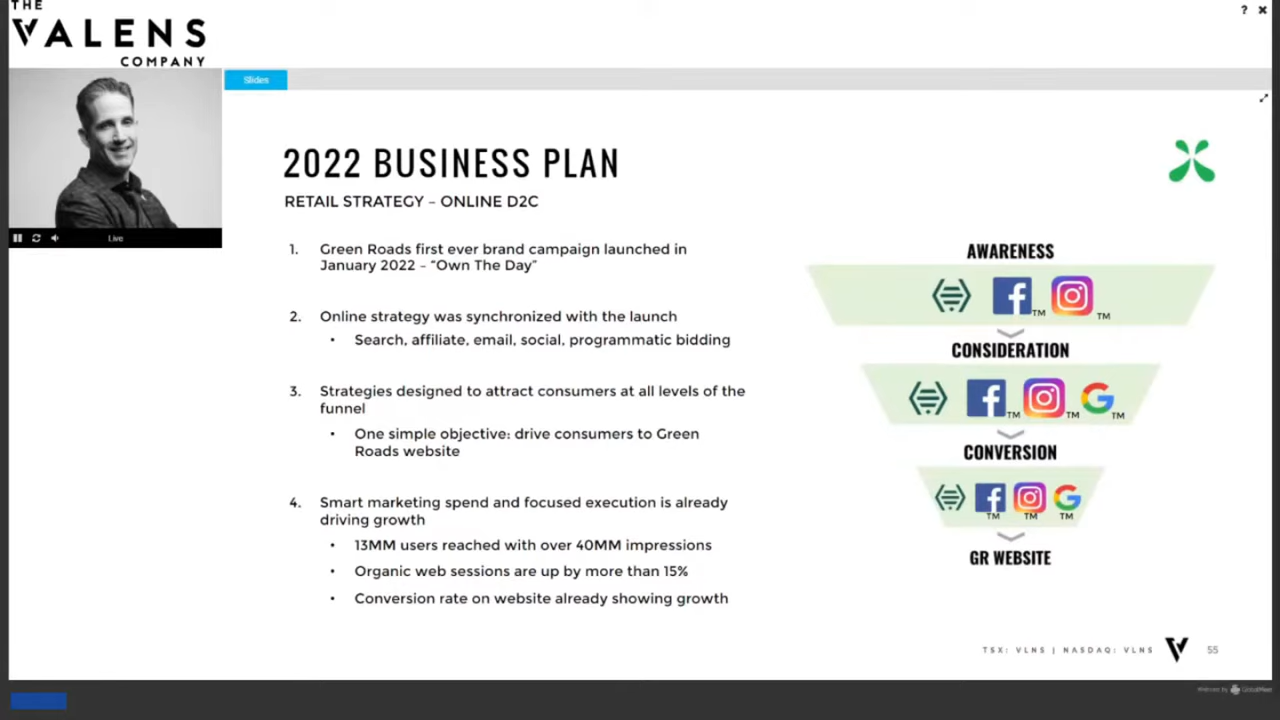 THE
VALENS
COMPANY
? ×
Slides
Live
2022 BUSINESS PLAN
RETAIL STRATEGY – ONLINE D2C
1. Green Roads first ever brand campaign launched in
January 2022 – “Own The Day”
2. Online strategy was synchronized with the launch
• Search, affiliate, email, social, programmatic bidding
3. Strategies designed to attract consumers at all levels of the
funnel
• One simple objective: drive consumers to Green
Roads website
4. Smart marketing spend and focused execution is already
driving growth
• 13MM users reached with over 40MM impressions
• Organic web sessions are up by more than 15%
• Conversion rate on website already showing growth
AWARENESS
TM TM
CONSIDERATION
TM TM TM
CONVERSION
TM TM TM
GR WEBSITE
TSX: VLNS | NASDAQ: VLNS 55
Webcast by GlobalMeet